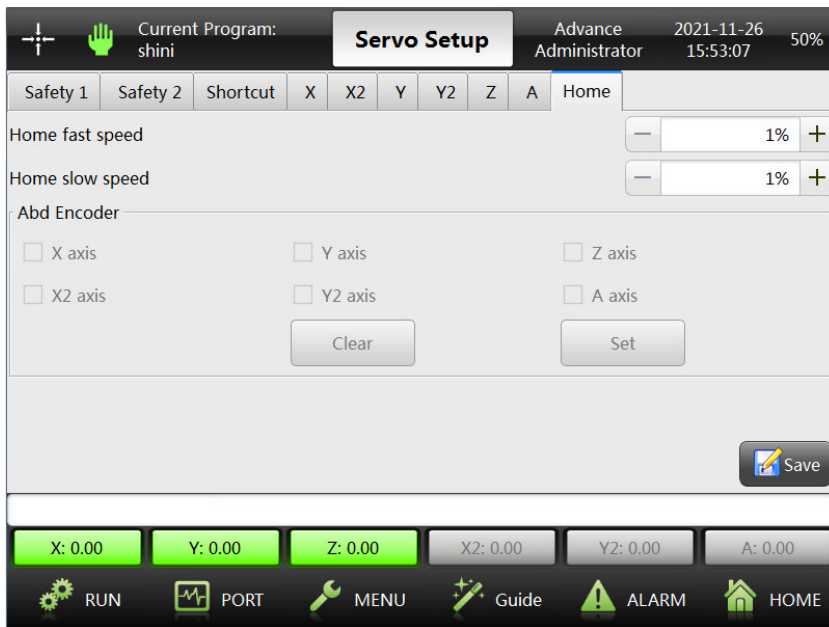 Current Program:
shini
Servo Setup
Advance
Administrator
2021-11-26
15:53:07
50%
Safety 1 Safety 2 Shortcut X X2 Y Y2 Z A Home
Home fast speed 1%
Home slow speed 1%
Abd Encoder
X axis Y axis Z axis
X2 axis Y2 axis A axis
Clear Set
Save
X: 0.00 Y: 0.00 Z: 0.00 X2: 0.00 Y2: 0.00 A: 0.00
RUN PORT MENU Guide ALARM HOME